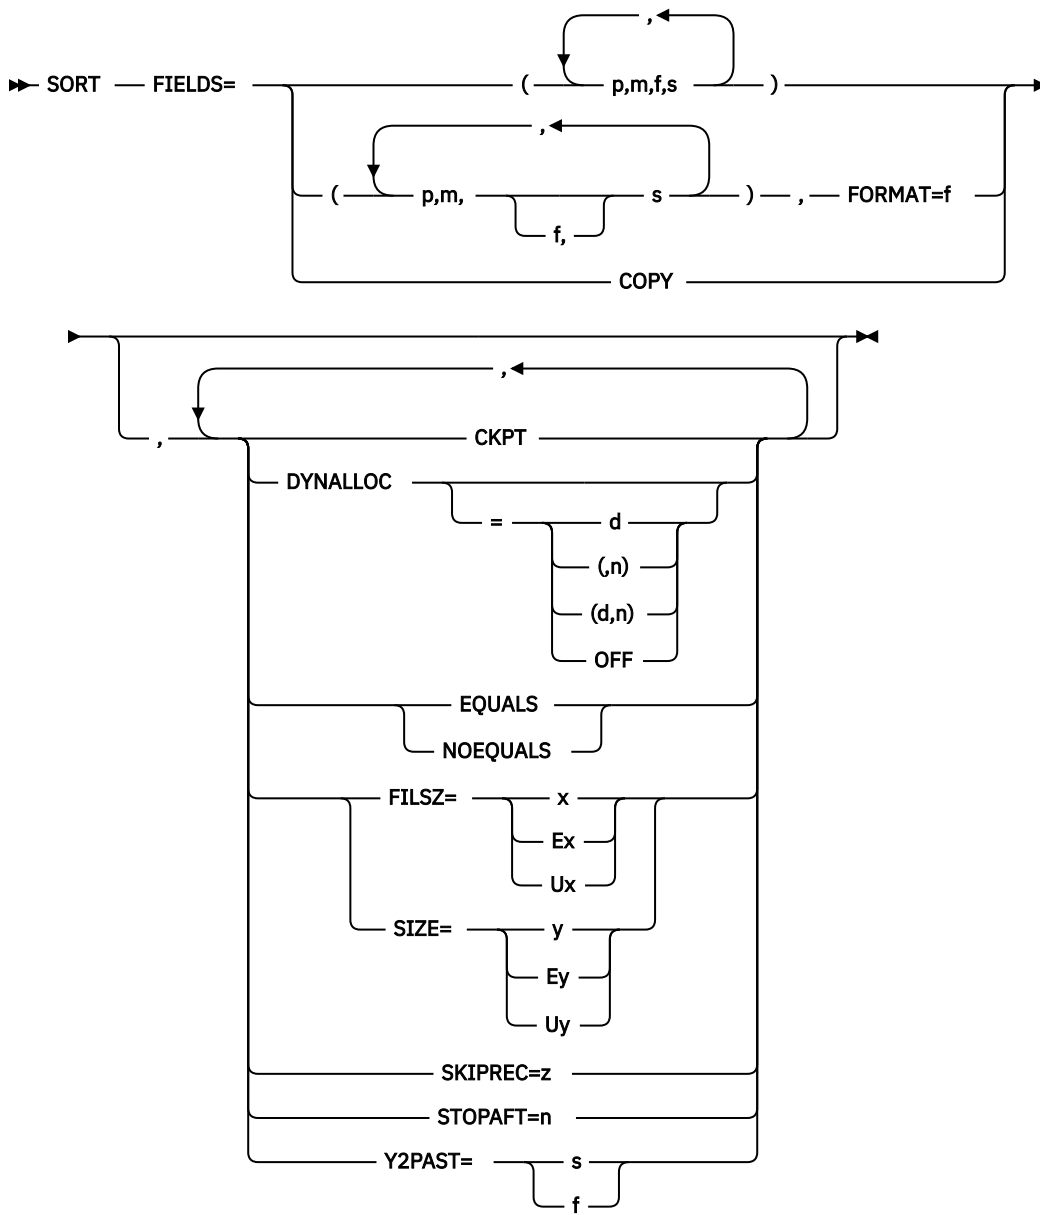 ,
SORT FIELDS= ( p,m,f,s )
,
( p,m, s ) , FORMAT=f
f,
COPY
,
, CKPT
DYNALLOC
= d
(,n)
(d,n)
OFF
EQUALS
NOEQUALS
FILSZ= x
Ex
Ux
SIZE= y
Ey
Uy
SKIPREC=z
STOPAFT=n
Y2PAST= s
f